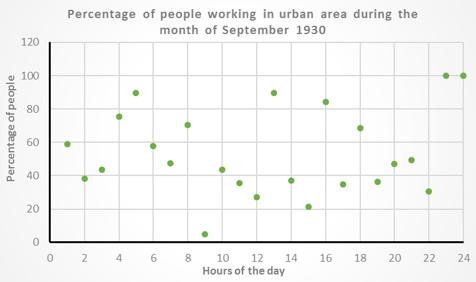 Percentage of people working in urban area during the
month of September 1930
120
100
80
60
40
20
0
Percentage of people
0 2 4 6 8 10 12 14 16 18 20 22 24
Hours of the day